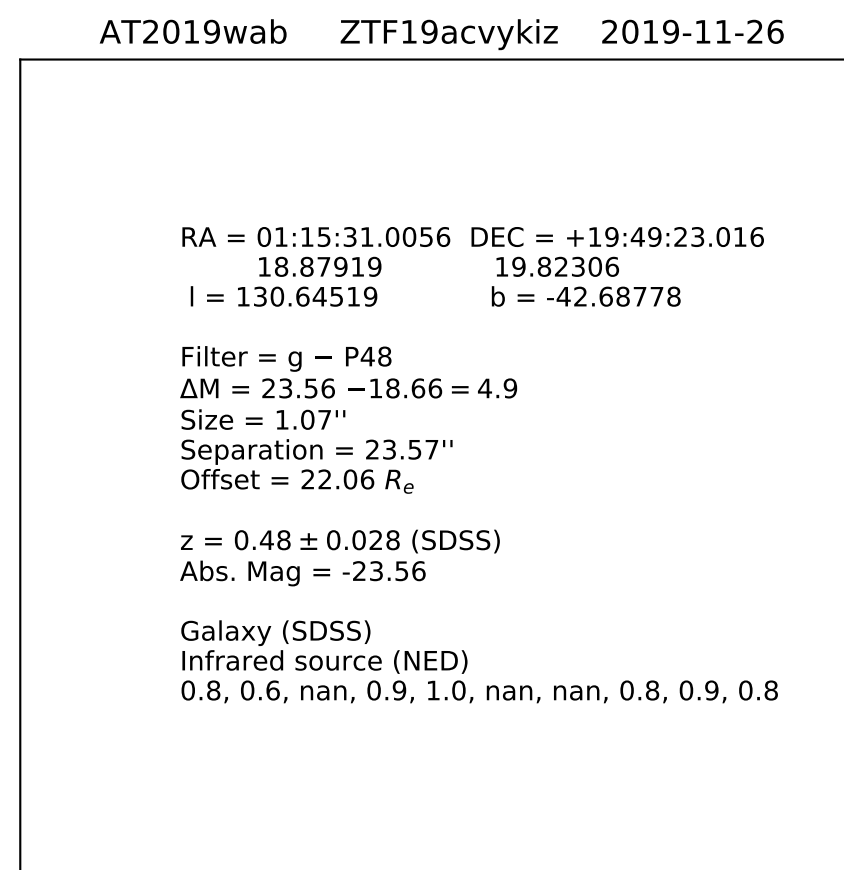 AT2019wab ZTF19acvykiz 2019-11-26
RA = 01:15:31.0056 DEC = +19:49:23.016
18.87919 19.82306
l = 130.64519 b = -42.68778
Filter = g − P48
ΔM = 23.56 −18.66 = 4.9
Size = 1.07''
Separation = 23.57''
Offset = 22.06 Rₑ
z = 0.48 ± 0.028 (SDSS)
Abs. Mag = -23.56
Galaxy (SDSS)
Infrared source (NED)
0.8, 0.6, nan, 0.9, 1.0, nan, nan, 0.8, 0.9, 0.8